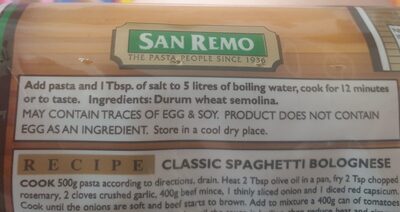 SAN REMO
THE PASTA PEOPLE SINCE 1936
Add pasta and 1 Tbsp. of salt to 5 litres of boiling water, cook for 12 minutes
or to taste. Ingredients: Durum wheat semolina.
MAY CONTAIN TRACES OF EGG & SOY. PRODUCT DOES NOT CONTAIN
EGG AS AN INGREDIENT. Store in a cool dry place.
RECIPE CLASSIC SPAGHETTI BOLOGNESE
COOK 500g pasta according to directions, drain. Heat 2 Tbsp olive oil in a pan, fry 2 Tsp chopped
rosemary, 2 cloves crushed garlic, 400g beef mince, 1 thinly sliced onion and 1 diced red capsicum.
Cook until the onions are soft and beef starts to brown. Add to mixture a 400g can of tomatoes